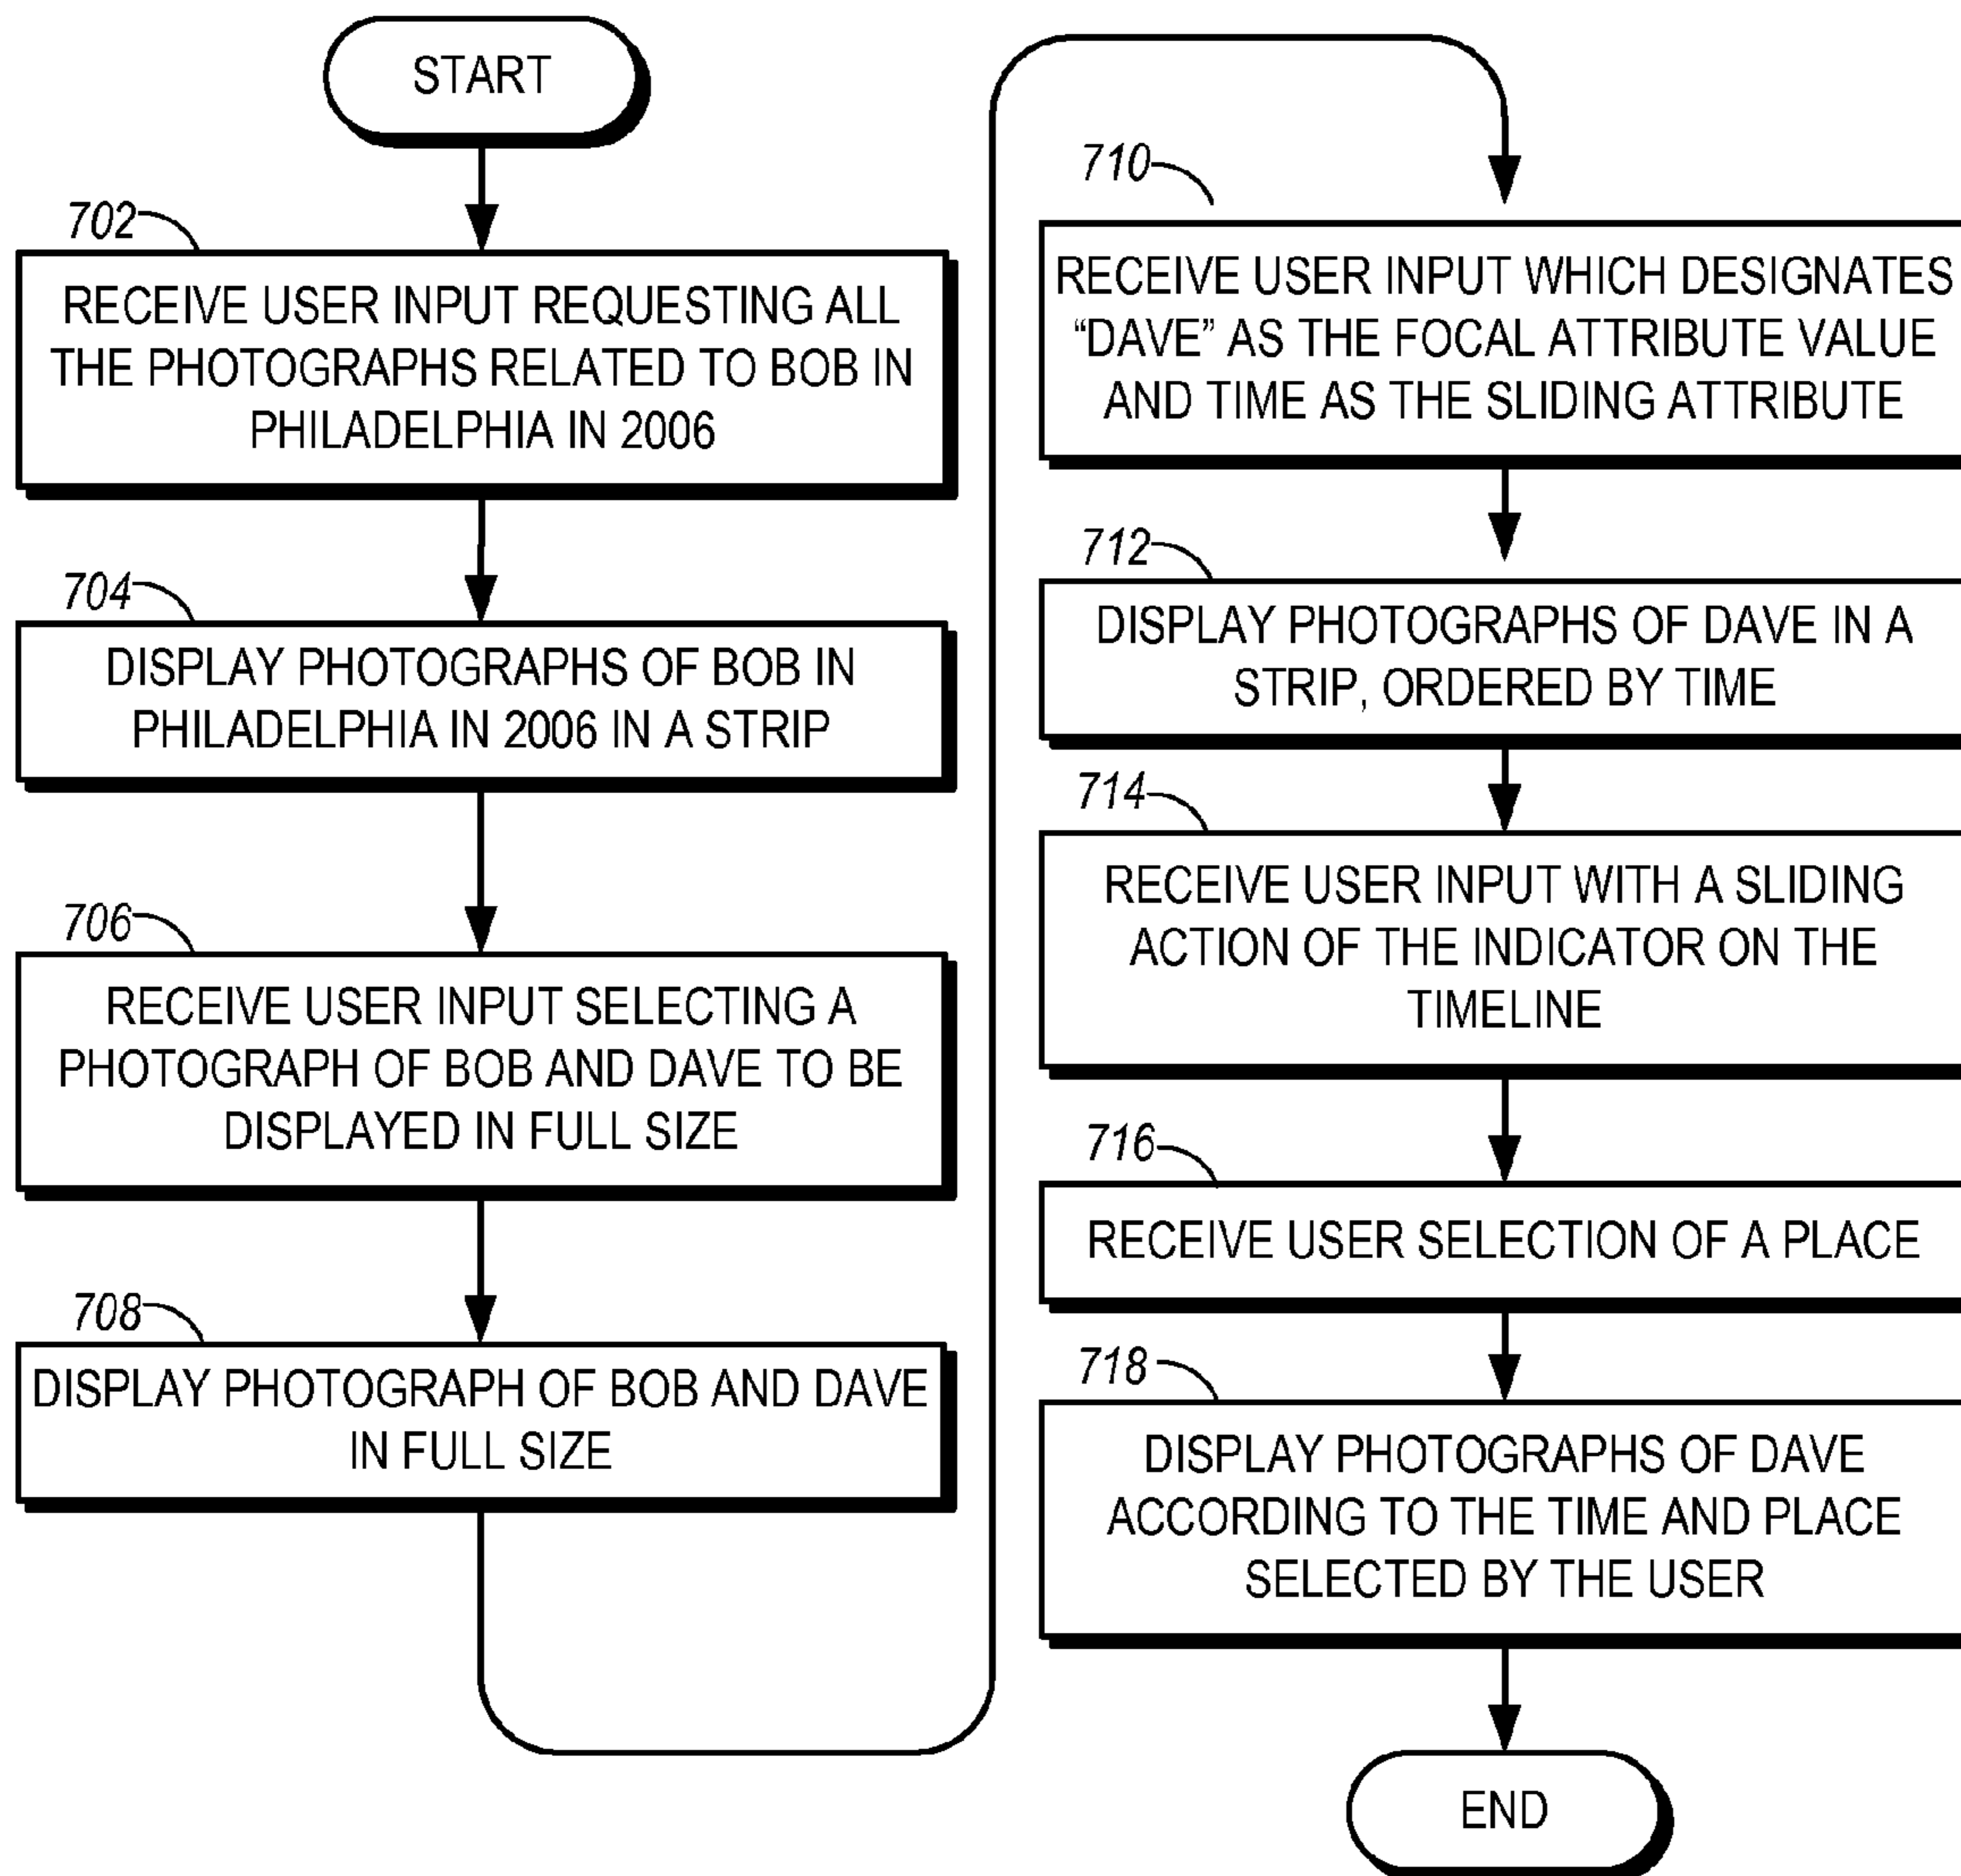 START
702
RECEIVE USER INPUT REQUESTING ALL
THE PHOTOGRAPHS RELATED TO BOB IN
PHILADELPHIA IN 2006
704
DISPLAY PHOTOGRAPHS OF BOB IN
PHILADELPHIA IN 2006 IN A STRIP
706
RECEIVE USER INPUT SELECTING A
PHOTOGRAPH OF BOB AND DAVE TO BE
DISPLAYED IN FULL SIZE
708
DISPLAY PHOTOGRAPH OF BOB AND DAVE
IN FULL SIZE
710
RECEIVE USER INPUT WHICH DESIGNATES
“DAVE” AS THE FOCAL ATTRIBUTE VALUE
AND TIME AS THE SLIDING ATTRIBUTE
712
DISPLAY PHOTOGRAPHS OF DAVE IN A
STRIP, ORDERED BY TIME
714
RECEIVE USER INPUT WITH A SLIDING
ACTION OF THE INDICATOR ON THE
TIMELINE
716
RECEIVE USER SELECTION OF A PLACE
718
DISPLAY PHOTOGRAPHS OF DAVE
ACCORDING TO THE TIME AND PLACE
SELECTED BY THE USER
END